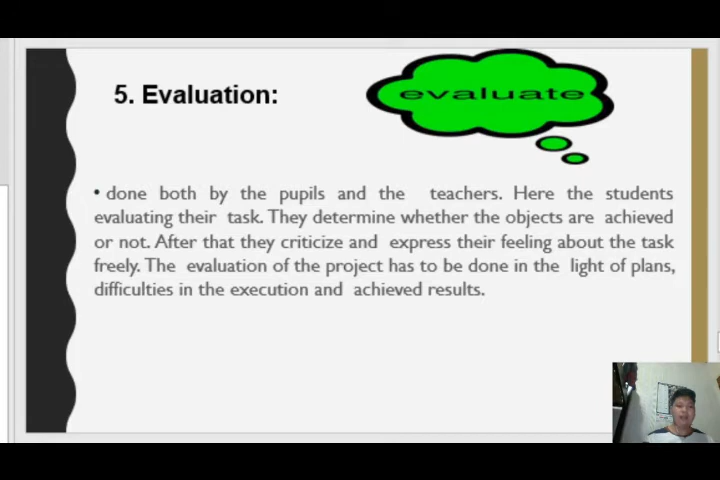 5. Evaluation:
evaluate
• done both by the pupils and the teachers. Here the students
evaluating their task. They determine whether the objects are achieved
or not. After that they criticize and express their feeling about the task
freely. The evaluation of the project has to be done in the light of plans,
difficulties in the execution and achieved results.